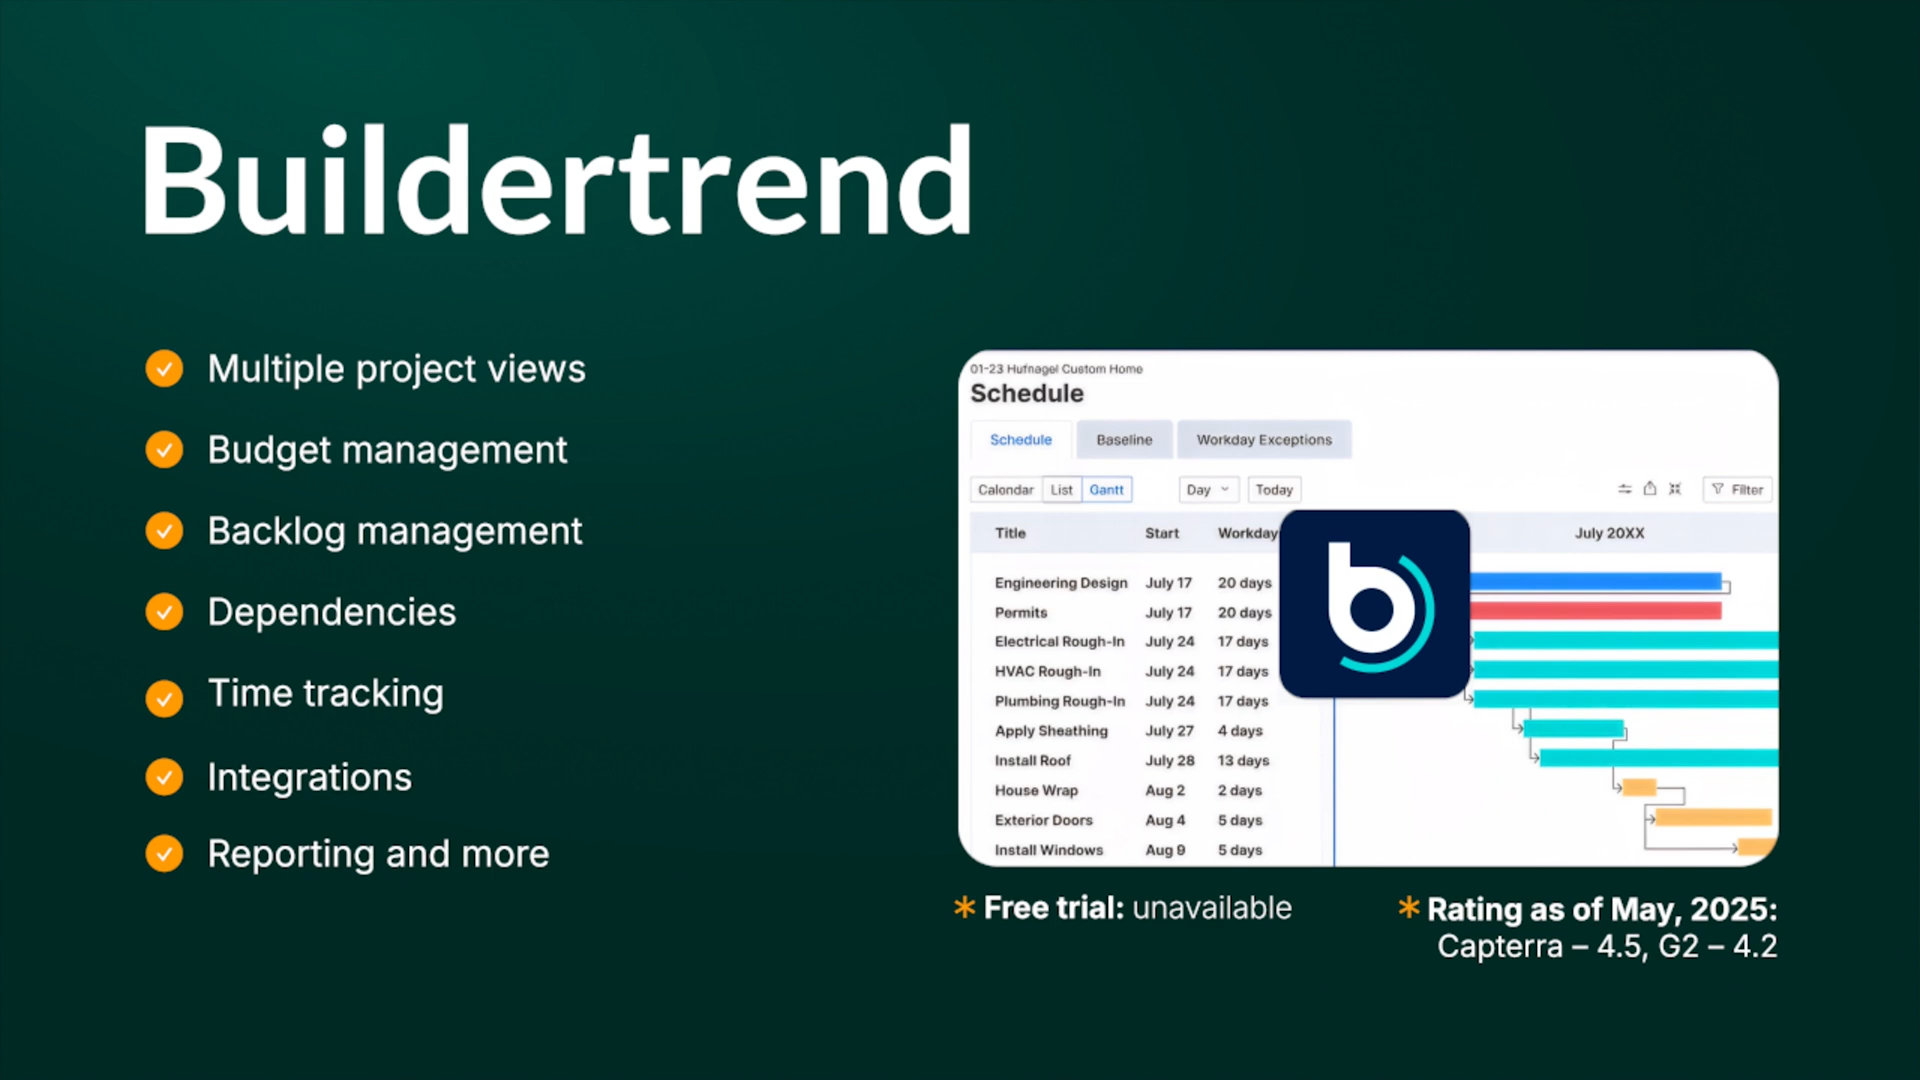 Buildertrend
Multiple project views
Budget management
Backlog management
Dependencies
Time tracking
Integrations
Reporting and more
01-23 Hufnagel Custom Home
Schedule
Schedule Baseline Workday Exceptions
Calendar List Gantt Day Today Filter
Title Start Workday July 20XX
Engineering Design July 17 20 days
Permits July 17 20 days
Electrical Rough-In July 24 17 days
HVAC Rough-In July 24 17 days
Plumbing Rough-In July 24 17 days
Apply Sheathing July 27 4 days
Install Roof July 28 13 days
House Wrap Aug 2 2 days
Exterior Doors Aug 4 5 days
Install Windows Aug 9 5 days
b
* Free trial: unavailable
* Rating as of May, 2025:
Capterra – 4.5, G2 – 4.2